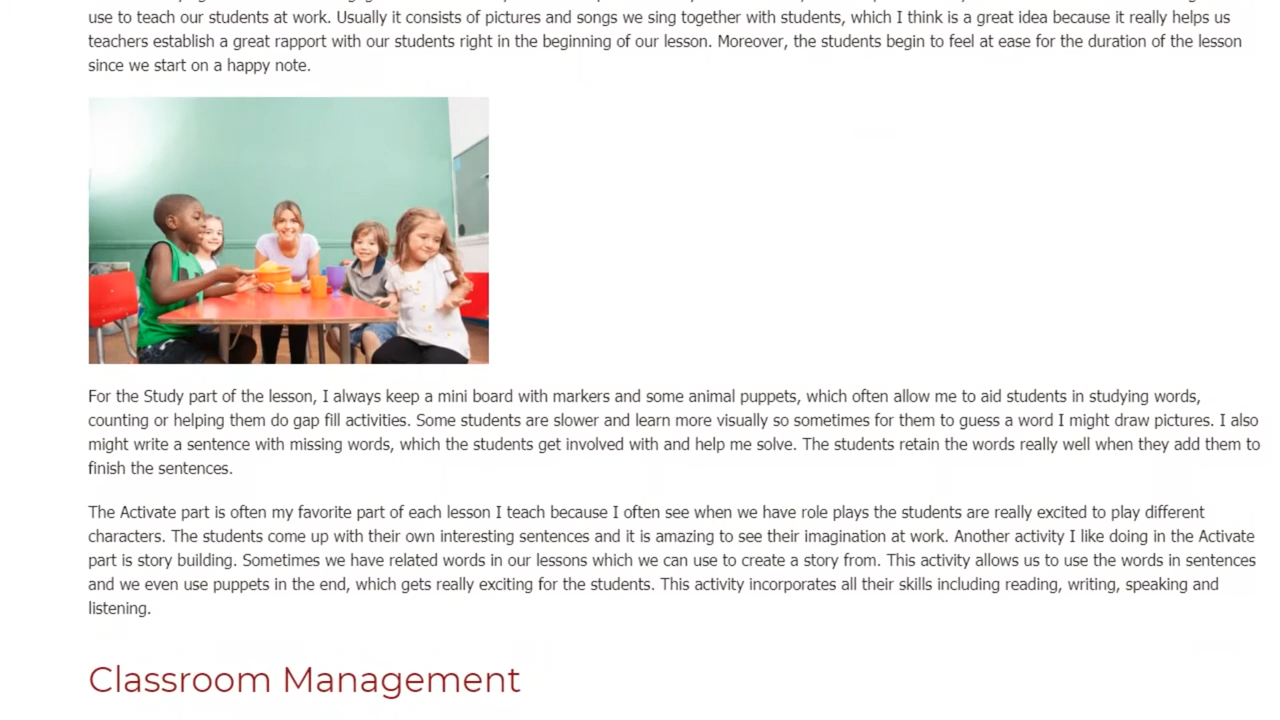 use to teach our students at work. Usually it consists of pictures and songs we sing together with students, which I think is a great idea because it really helps us
teachers establish a great rapport with our students right in the beginning of our lesson. Moreover, the students begin to feel at ease for the duration of the lesson
since we start on a happy note.
For the Study part of the lesson, I always keep a mini board with markers and some animal puppets, which often allow me to aid students in studying words,
counting or helping them do gap fill activities. Some students are slower and learn more visually so sometimes for them to guess a word I might draw pictures. I also
might write a sentence with missing words, which the students get involved with and help me solve. The students retain the words really well when they add them to
finish the sentences.
The Activate part is often my favorite part of each lesson I teach because I often see when we have role plays the students are really excited to play different
characters. The students come up with their own interesting sentences and it is amazing to see their imagination at work. Another activity I like doing in the Activate
part is story building. Sometimes we have related words in our lessons which we can use to create a story from. This activity allows us to use the words in sentences
and we even use puppets in the end, which gets really exciting for the students. This activity incorporates all their skills including reading, writing, speaking and
listening.
Classroom Management